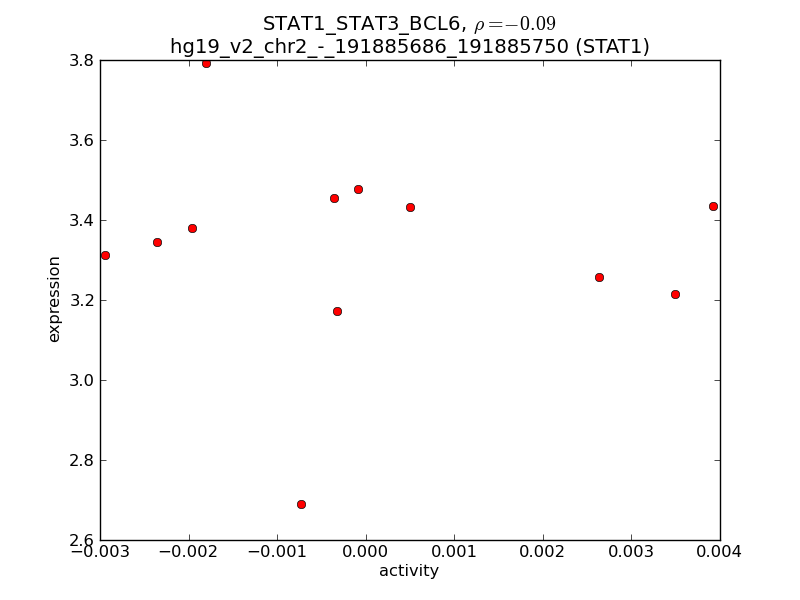 STAT1_STAT3_BCL6, ρ=−0.09
hg19_v2_chr2_-_191885686_191885750 (STAT1)
3.8
3.6
3.4
3.2
3.0
2.8
2.6
expression
−0.003 −0.002 −0.001 0.000 0.001 0.002 0.003 0.004
activity